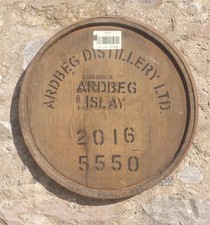 ARDBEG DISTILLERY LTD.
ARDBEG
ISLAY
2016
5550